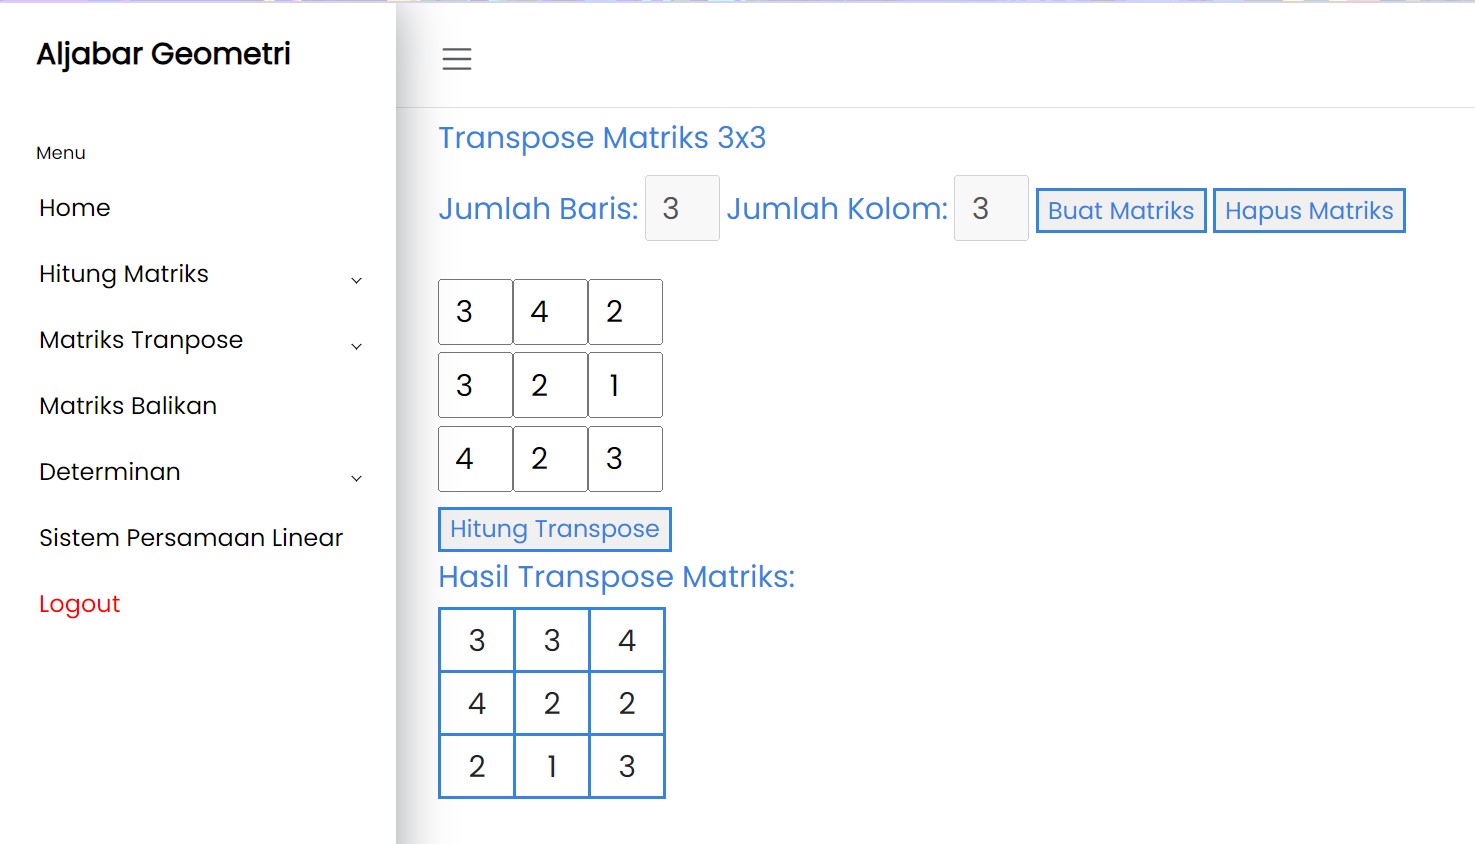 Aljabar Geometri
Menu
Home
Hitung Matriks
Matriks Tranpose
Matriks Balikan
Determinan
Sistem Persamaan Linear
Logout
Transpose Matriks 3x3
Jumlah Baris: 3 Jumlah Kolom: 3 Buat Matriks Hapus Matriks
3 4 2
3 2 1
4 2 3
Hitung Transpose
Hasil Transpose Matriks:
3 3 4
4 2 2
2 1 3